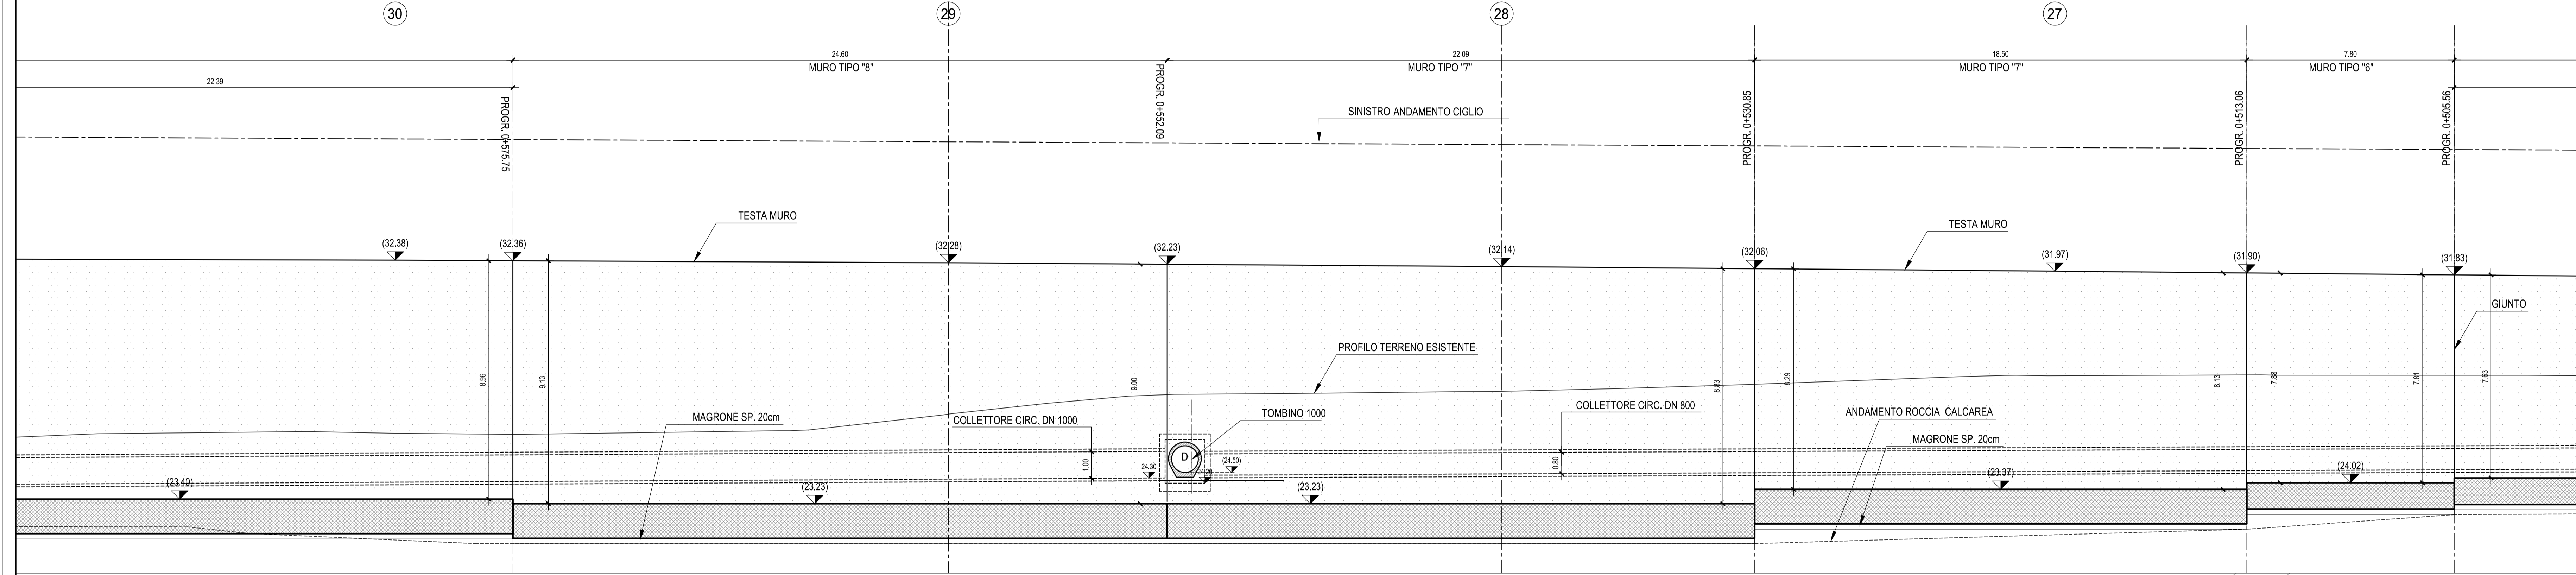 30
29
28
27
24.60
22.09
18.50
7.80
MURO TIPO "8"
MURO TIPO "7"
MURO TIPO "7"
MURO TIPO "6"
22.39
PROGR. 0+575.75
PROGR. 0+552.09
PROGR. 0+530.85
PROGR. 0+513.06
PROGR. 0+505.56
SINISTRO ANDAMENTO CIGLIO
TESTA MURO
TESTA MURO
(32.38)
(32.36)
(32.28)
(32.23)
(32.14)
(32.06)
(31.97)
(31.90)
(31.83)
GIUNTO
PROFILO TERRENO ESISTENTE
8.96
9.13
9.00
8.83
8.29
8.13
7.88
7.81
7.63
MAGRONE SP. 20cm
COLLETTORE CIRC. DN 1000
TOMBINO 1000
COLLETTORE CIRC. DN 800
ANDAMENTO ROCCIA CALCAREA
MAGRONE SP. 20cm
1.00
D
0.80
24.30
(24.50)
(23.40)
(23.23)
(23.23)
(23.37)
(24.02)